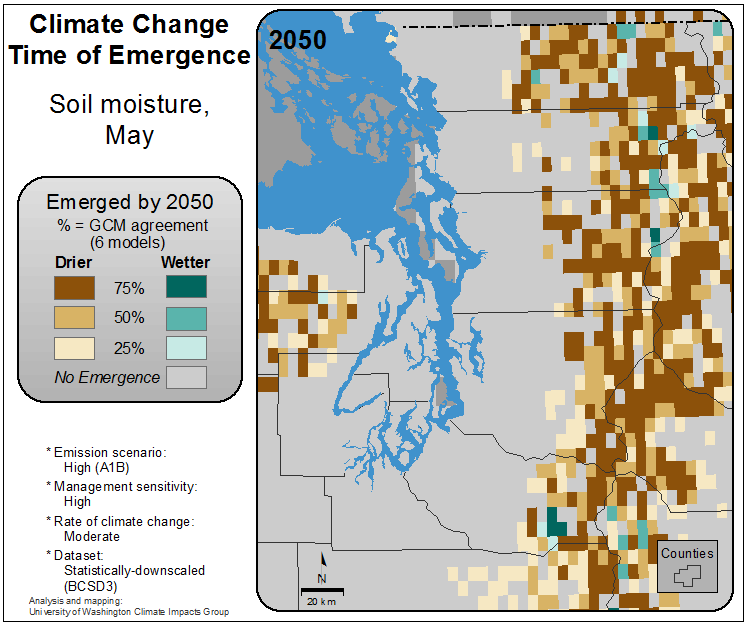 Climate Change
Time of Emergence
Soil moisture,
May
Emerged by 2050
% = GCM agreement
(6 models)
Drier Wetter
75%
50%
25%
No Emergence
* Emission scenario:
High (A1B)
* Management sensitivity:
High
* Rate of climate change:
Moderate
* Dataset:
Statistically-downscaled
(BCSD3)
Analysis and mapping:
University of Washington Climate Impacts Group
2050
N
20 km
Counties